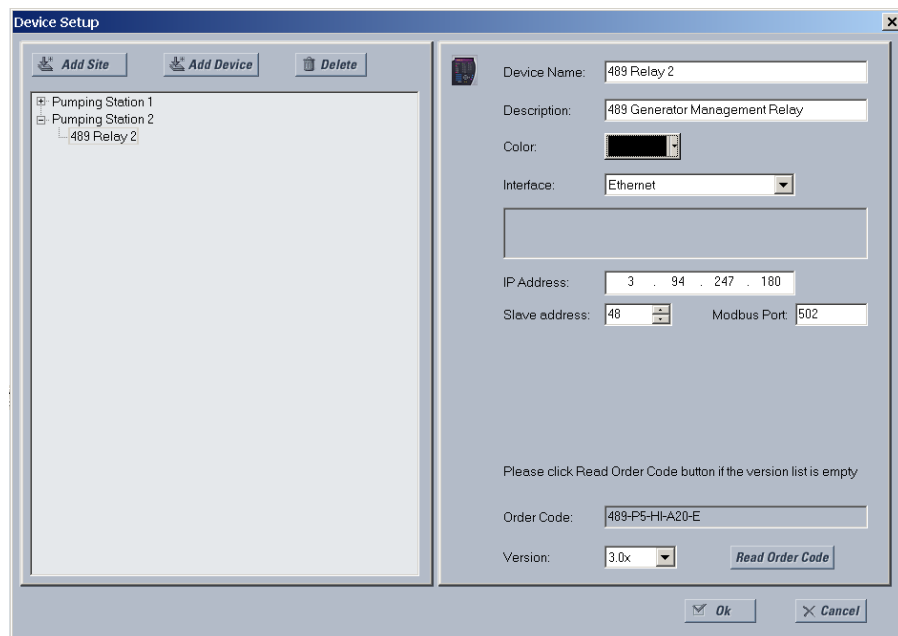 Device Setup
Add Site
Add Device
Delete
Pumping Station 1
Pumping Station 2
489 Relay 2
Device Name: 489 Relay 2
Description: 489 Generator Management Relay
Color:
Interface: Ethernet
IP Address: 3 . 94 . 247 . 180
Slave address: 48 Modbus Port: 502
Please click Read Order Code button if the version list is empty
Order Code: 489-P5-HI-A20-E
Version: 3.0x Read Order Code
Ok Cancel